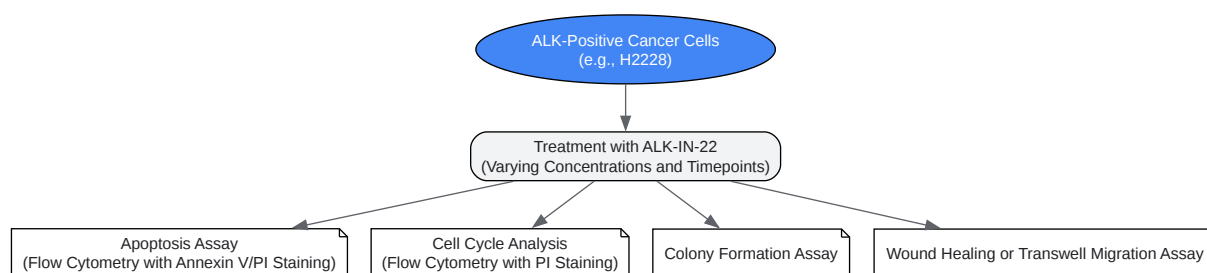 ALK-Positive Cancer Cells
(e.g., H2228)
Treatment with ALK-IN-22
(Varying Concentrations and Timepoints)
Apoptosis Assay
(Flow Cytometry with Annexin V/PI Staining)
Cell Cycle Analysis
(Flow Cytometry with PI Staining)
Colony Formation Assay
Wound Healing or Transwell Migration Assay